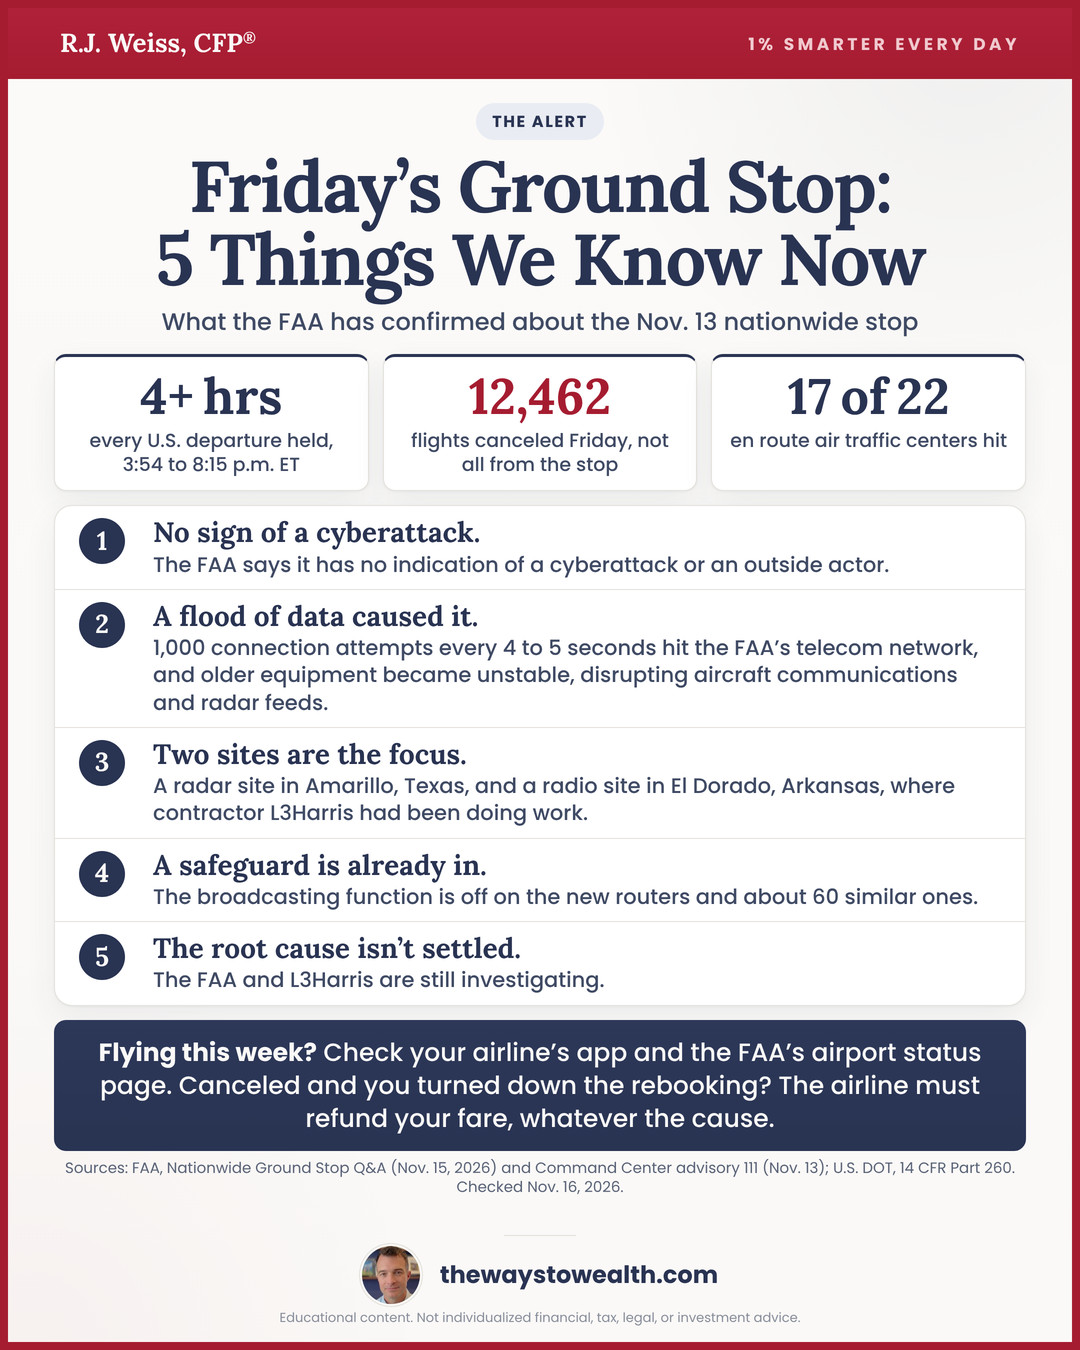 R.J. Weiss, CFP®
1% SMARTER EVERY DAY
THE ALERT
Friday’s Ground Stop:
5 Things We Know Now
What the FAA has confirmed about the Nov. 13 nationwide stop
4+ hrs
every U.S. departure held,
3:54 to 8:15 p.m. ET
12,462
flights canceled Friday, not
all from the stop
17 of 22
en route air traffic centers hit
1
No sign of a cyberattack.
The FAA says it has no indication of a cyberattack or an outside actor.
2
A flood of data caused it.
1,000 connection attempts every 4 to 5 seconds hit the FAA’s telecom network,
and older equipment became unstable, disrupting aircraft communications
and radar feeds.
3
Two sites are the focus.
A radar site in Amarillo, Texas, and a radio site in El Dorado, Arkansas, where
contractor L3Harris had been doing work.
4
A safeguard is already in.
The broadcasting function is off on the new routers and about 60 similar ones.
5
The root cause isn’t settled.
The FAA and L3Harris are still investigating.
Flying this week? Check your airline’s app and the FAA’s airport status
page. Canceled and you turned down the rebooking? The airline must
refund your fare, whatever the cause.
Sources: FAA, Nationwide Ground Stop Q&A (Nov. 15, 2026) and Command Center advisory 111 (Nov. 13); U.S. DOT, 14 CFR Part 260.
Checked Nov. 16, 2026.
thewaystowealth.com
Educational content. Not individualized financial, tax, legal, or investment advice.